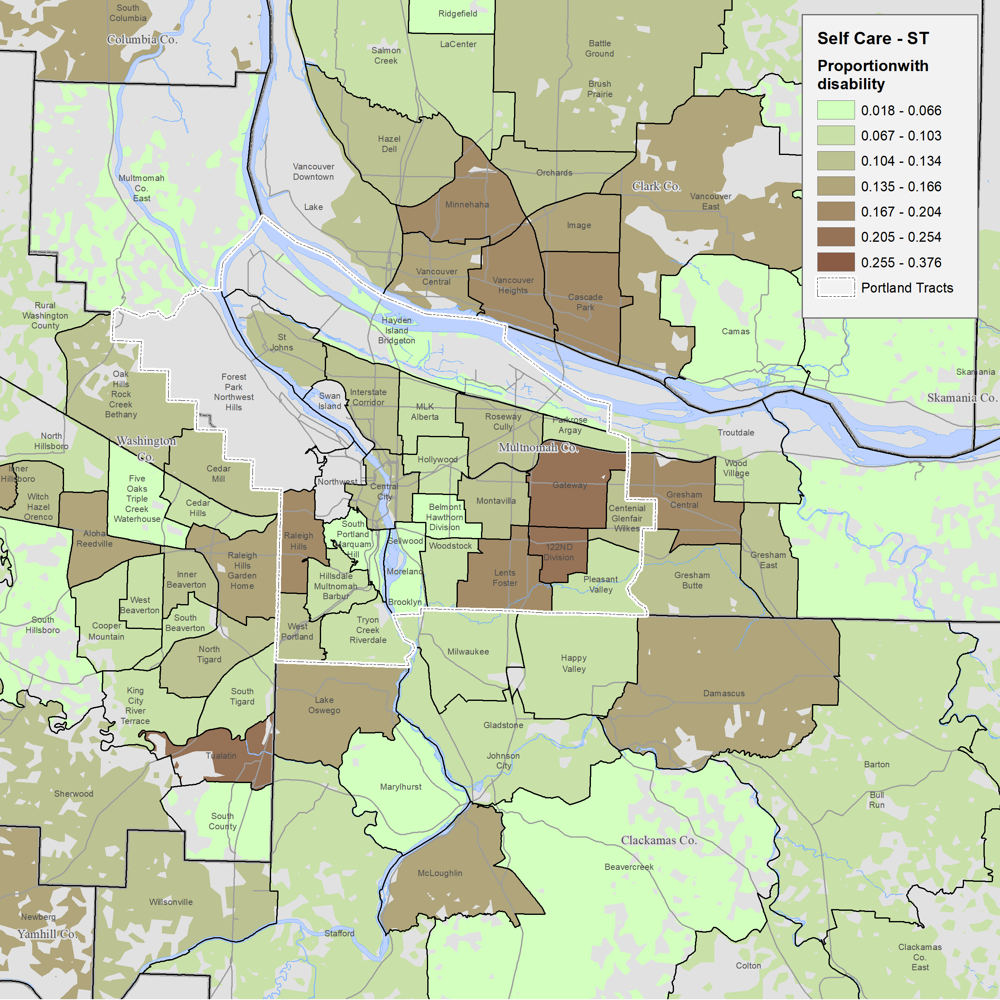 South
Columbia
Columbia Co.
Ridgefield
LaCenter
Salmon
Creek
Battle
Ground
Brush
Prairie
Self Care - ST
Proportionwith
disability
0.018 - 0.066
0.067 - 0.103
0.104 - 0.134
0.135 - 0.166
0.167 - 0.204
0.205 - 0.254
0.255 - 0.376
Portland Tracts
Hazel
Dell
Vancouver
Downtown
Lake
Multmomah
Co.
East
Orchards
Clark Co.
Vancouver
East
Minnehaha
Image
Vancouver
Central
Vancouver
Heights
Cascade
Park
Rural
Washington
County
Hayden
Island
Bridgeton
Camas
St
Johns
Skamania
Skamania Co.
Oak
Hills
Rock
Creek
Bethany
Forest
Park
Northwest
Hills
Swan
Island
Interstate
Corridor
MLK
Alberta
Roseway
Cully
Parkrose
Argay
Troutdale
North
Hillsboro
Washington
Co.
Multnomah Co.
Hollywood
Wood
Village
Inner
Hillsboro
Cedar
Mill
Five
Oaks
Triple
Creek
Waterhouse
Northwest
Central
City
Gateway
Gresham
Central
Witch
Hazel
Orenco
Cedar
Hills
Belmont
Hawthorn
Division
Montavilla
Centenial
Glenfair
Wilkes
Aloha
Reedville
Raleigh
Hills
South
Portland
Marquam
Hill
Sellwood
Moreland
Brooklyn
Woodstock
122ND
Division
Raleigh
Hills
Garden
Home
Inner
Beaverton
Hillsdale
Multnomah
Barbur
Lents
Foster
Pleasant
Valley
Gresham
Butte
Gresham
East
West
Beaverton
South
Hillsboro
Cooper
Mountain
South
Beaverton
West
Portland
Tryon
Creek
Riverdale
North
Tigard
Milwaukee
Happy
Valley
King
City
River
Terrace
South
Tigard
Lake
Oswego
Damascus
Gladstone
Tualatin
Johnson
City
Barton
Sherwood
Marylhurst
Bull
Run
South
County
Clackamas Co.
Beavercreek
McLoughlin
Willsonville
Newberg
Yamhill Co.
Stafford
Clackamas
Co.
East
Colton